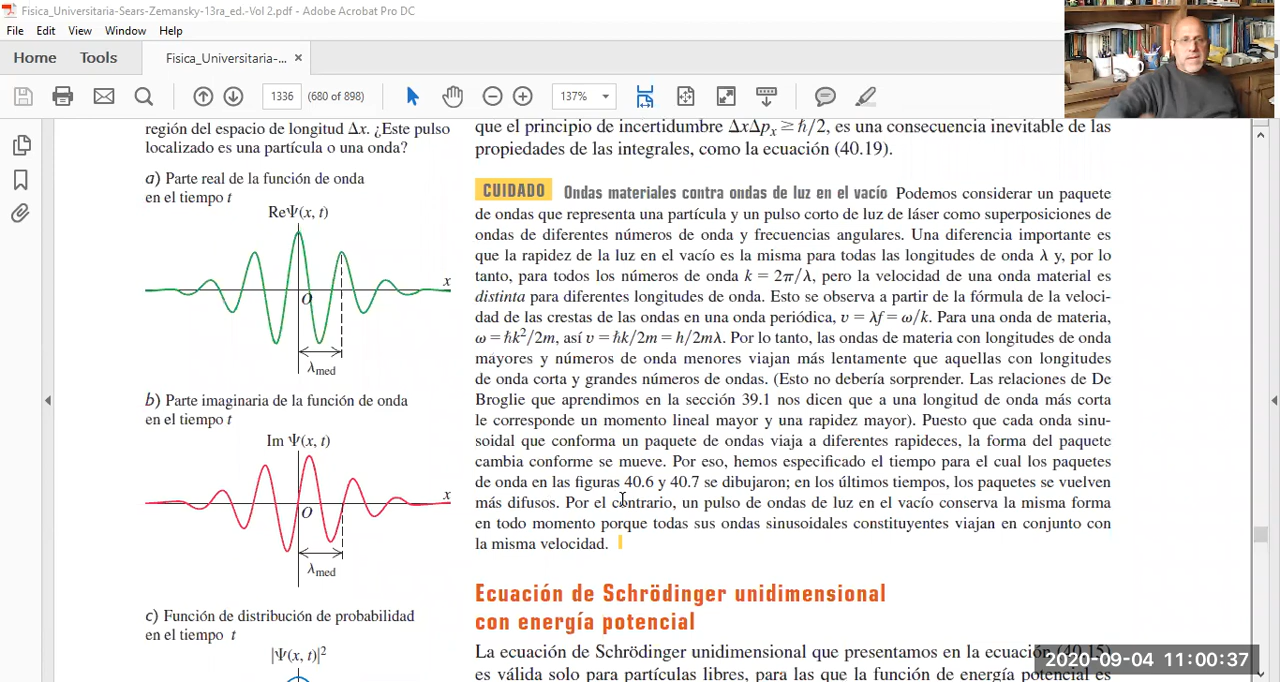 Fisica_Universitaria-Sears-Zemansky-13ra_ed.-Vol 2.pdf - Adobe Acrobat Pro DC
File Edit View Window Help
Home Tools Fisica_Universitaria-... ×
1336 (680 of 898) 137%
región del espacio de longitud Δx. ¿Este pulso
localizado es una partícula o una onda?
a) Parte real de la función de onda
en el tiempo t
ReΨ(x, t)
x
O
λmed
b) Parte imaginaria de la función de onda
en el tiempo t
Im Ψ(x, t)
x
O
λmed
c) Función de distribución de probabilidad
en el tiempo t
|Ψ(x, t)|²
que el principio de incertidumbre ΔxΔpx ≥ ℏ/2, es una consecuencia inevitable de las
propiedades de las integrales, como la ecuación (40.19).
CUIDADO Ondas materiales contra ondas de luz en el vacío Podemos considerar un paquete
de ondas que representa una partícula y un pulso corto de luz de láser como superposiciones de
ondas de diferentes números de onda y frecuencias angulares. Una diferencia importante es
que la rapidez de la luz en el vacío es la misma para todas las longitudes de onda λ y, por lo
tanto, para todos los números de onda k = 2π/λ, pero la velocidad de una onda material es
distinta para diferentes longitudes de onda. Esto se observa a partir de la fórmula de la veloci-
dad de las crestas de las ondas en una onda periódica, v = λf = ω/k. Para una onda de materia,
ω = ℏk²/2m, así v = ℏk/2m = h/2mλ. Por lo tanto, las ondas de materia con longitudes de onda
mayores y números de onda menores viajan más lentamente que aquellas con longitudes
de onda corta y grandes números de ondas. (Esto no debería sorprender. Las relaciones de De
Broglie que aprendimos en la sección 39.1 nos dicen que a una longitud de onda más corta
le corresponde un momento lineal mayor y una rapidez mayor). Puesto que cada onda sinu-
soidal que conforma un paquete de ondas viaja a diferentes rapideces, la forma del paquete
cambia conforme se mueve. Por eso, hemos especificado el tiempo para el cual los paquetes
de onda en las figuras 40.6 y 40.7 se dibujaron; en los últimos tiempos, los paquetes se vuelven
más difusos. Por el contrario, un pulso de ondas de luz en el vacío conserva la misma forma
en todo momento porque todas sus ondas sinusoidales constituyentes viajan en conjunto con
la misma velocidad.
Ecuación de Schrödinger unidimensional
con energía potencial
La ecuación de Schrödinger unidimensional que presentamos en la ecuación (40.15)
es válida solo para partículas libres, para las que la función de energía potencial es
2020-09-04 11:00:37